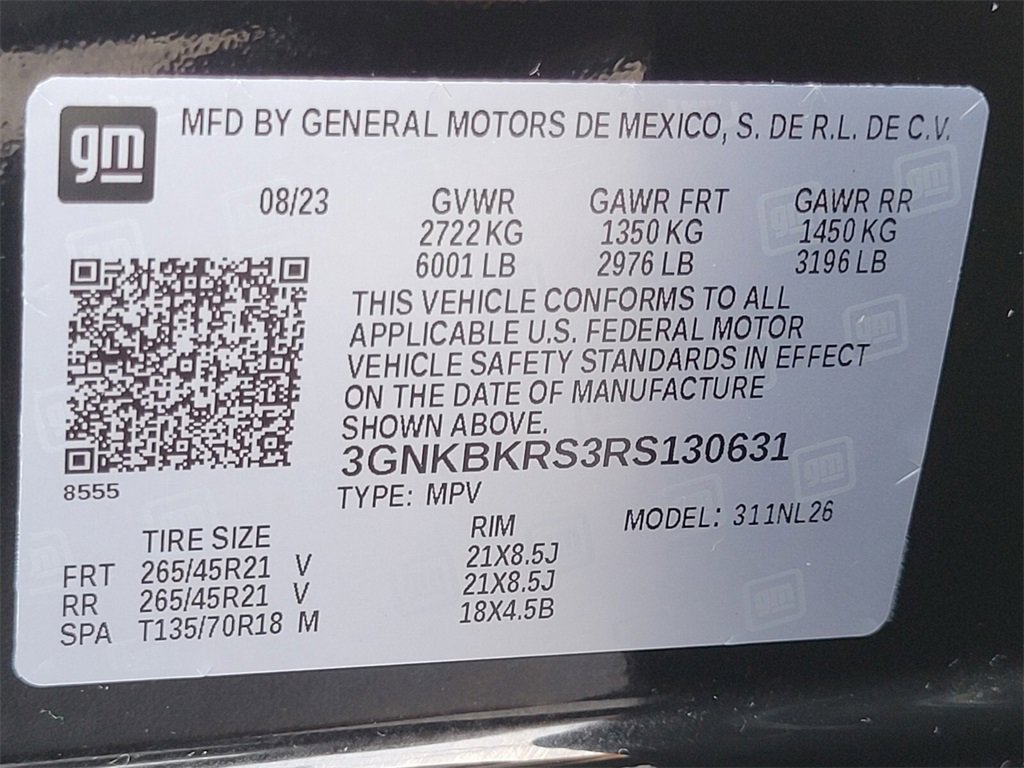 gm
MFD BY GENERAL MOTORS DE MEXICO, S. DE R.L. DE C.V.
08/23 GVWR GAWR FRT GAWR RR
2722 KG 1350 KG 1450 KG
6001 LB 2976 LB 3196 LB
THIS VEHICLE CONFORMS TO ALL
APPLICABLE U.S. FEDERAL MOTOR
VEHICLE SAFETY STANDARDS IN EFFECT
ON THE DATE OF MANUFACTURE
SHOWN ABOVE.
3GNKBKRS3RS130631
8555
TYPE: MPV MODEL: 311NL26
TIRE SIZE RIM
FRT 265/45R21 V 21X8.5J
RR 265/45R21 V 21X8.5J
SPA T135/70R18 M 18X4.5B